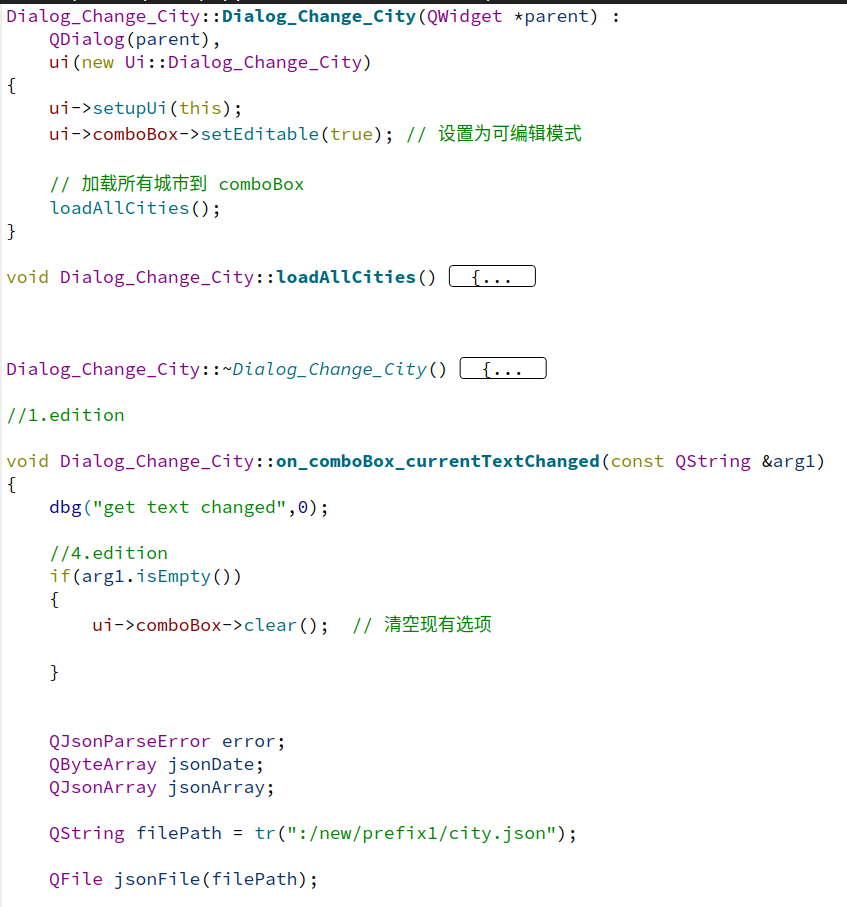 Dialog_Change_City::Dialog_Change_City(QWidget *parent) :
    QDialog(parent),
    ui(new Ui::Dialog_Change_City)
{
    ui->setupUi(this);
    ui->comboBox->setEditable(true); // 设置为可编辑模式
    // 加载所有城市到 comboBox
    loadAllCities();
}
void Dialog_Change_City::loadAllCities() {...
Dialog_Change_City::~Dialog_Change_City() {...
//1.edition
void Dialog_Change_City::on_comboBox_currentTextChanged(const QString &arg1)
{
    dbg("get text changed",0);
    //4.edition
    if(arg1.isEmpty())
    {
        ui->comboBox->clear();  // 清空现有选项
    }
    QJsonParseError error;
    QByteArray jsonDate;
    QJsonArray jsonArray;
    QString filePath = tr(":/new/prefix1/city.json");
    QFile jsonFile(filePath);